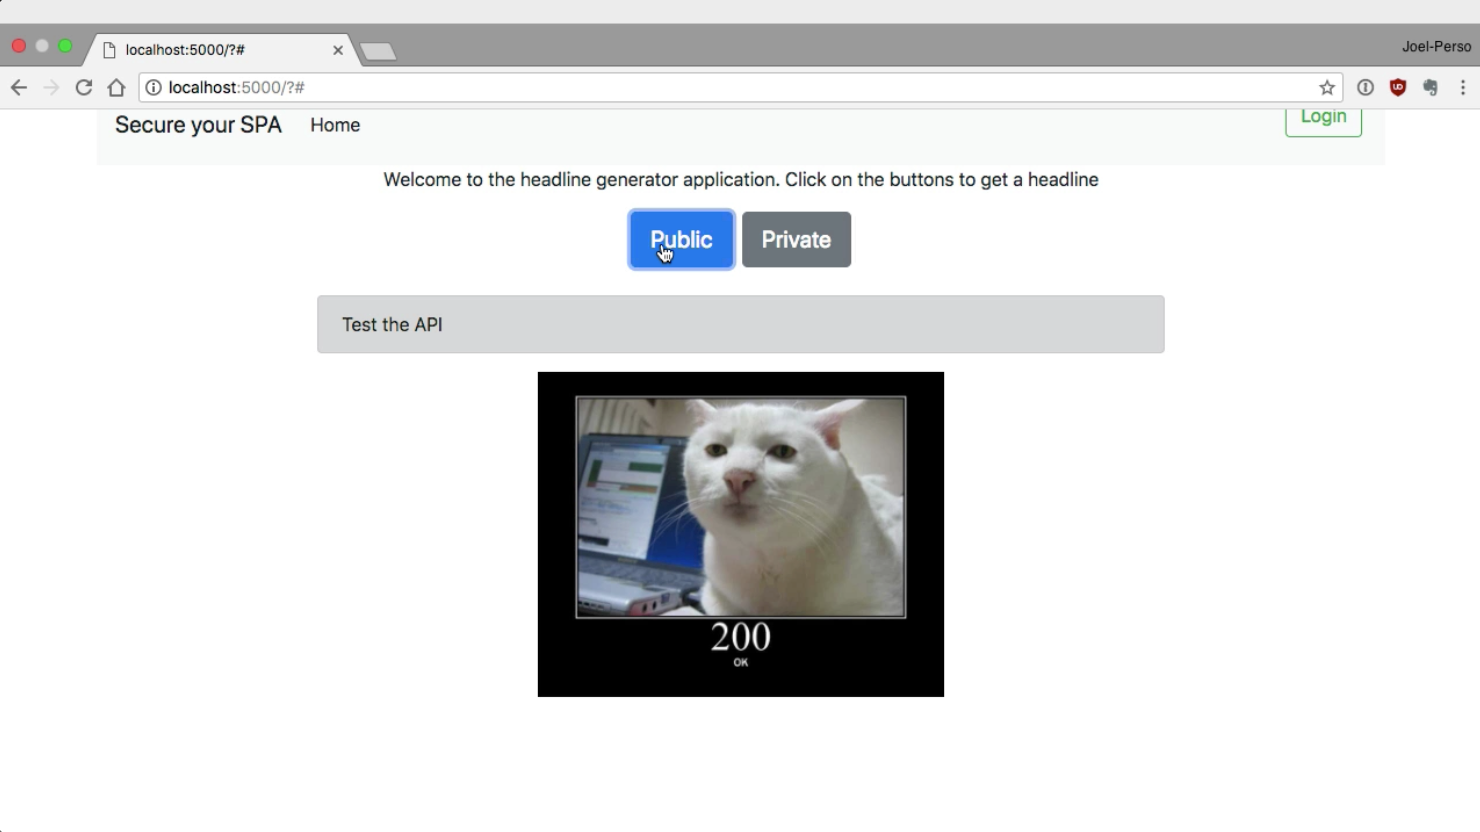 localhost:5000/?#
Joel-Perso
localhost:5000/?#
Secure your SPA Home Login
Welcome to the headline generator application. Click on the buttons to get a headline
Public Private
Test the API
200
OK